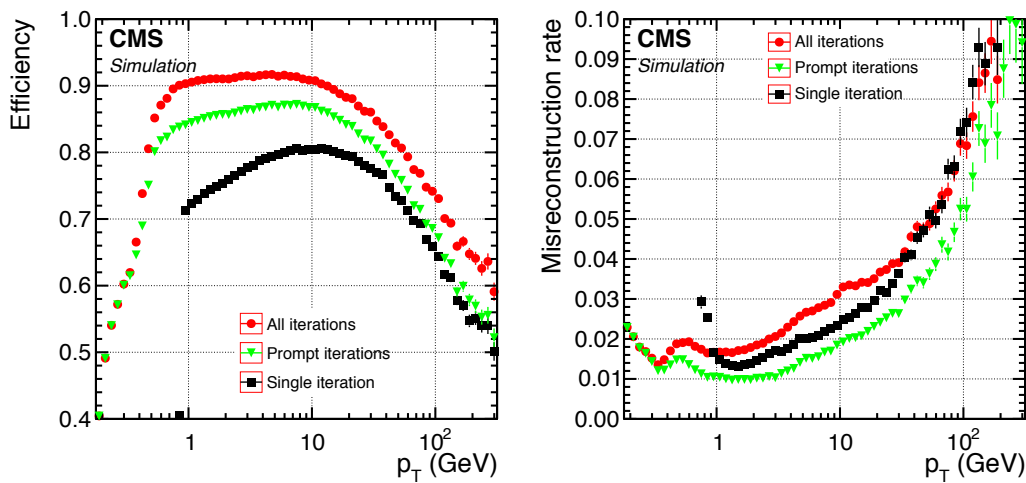 CMS
Simulation
Efficiency
1.0
0.9
0.8
0.7
0.6
0.5
0.4
All iterations
Prompt iterations
Single iteration
1
10
10²
p_T (GeV)
CMS
Simulation
Misreconstruction rate
0.10
0.09
0.08
0.07
0.06
0.05
0.04
0.03
0.02
0.01
0.00
All iterations
Prompt iterations
Single iteration
1
10
10²
p_T (GeV)